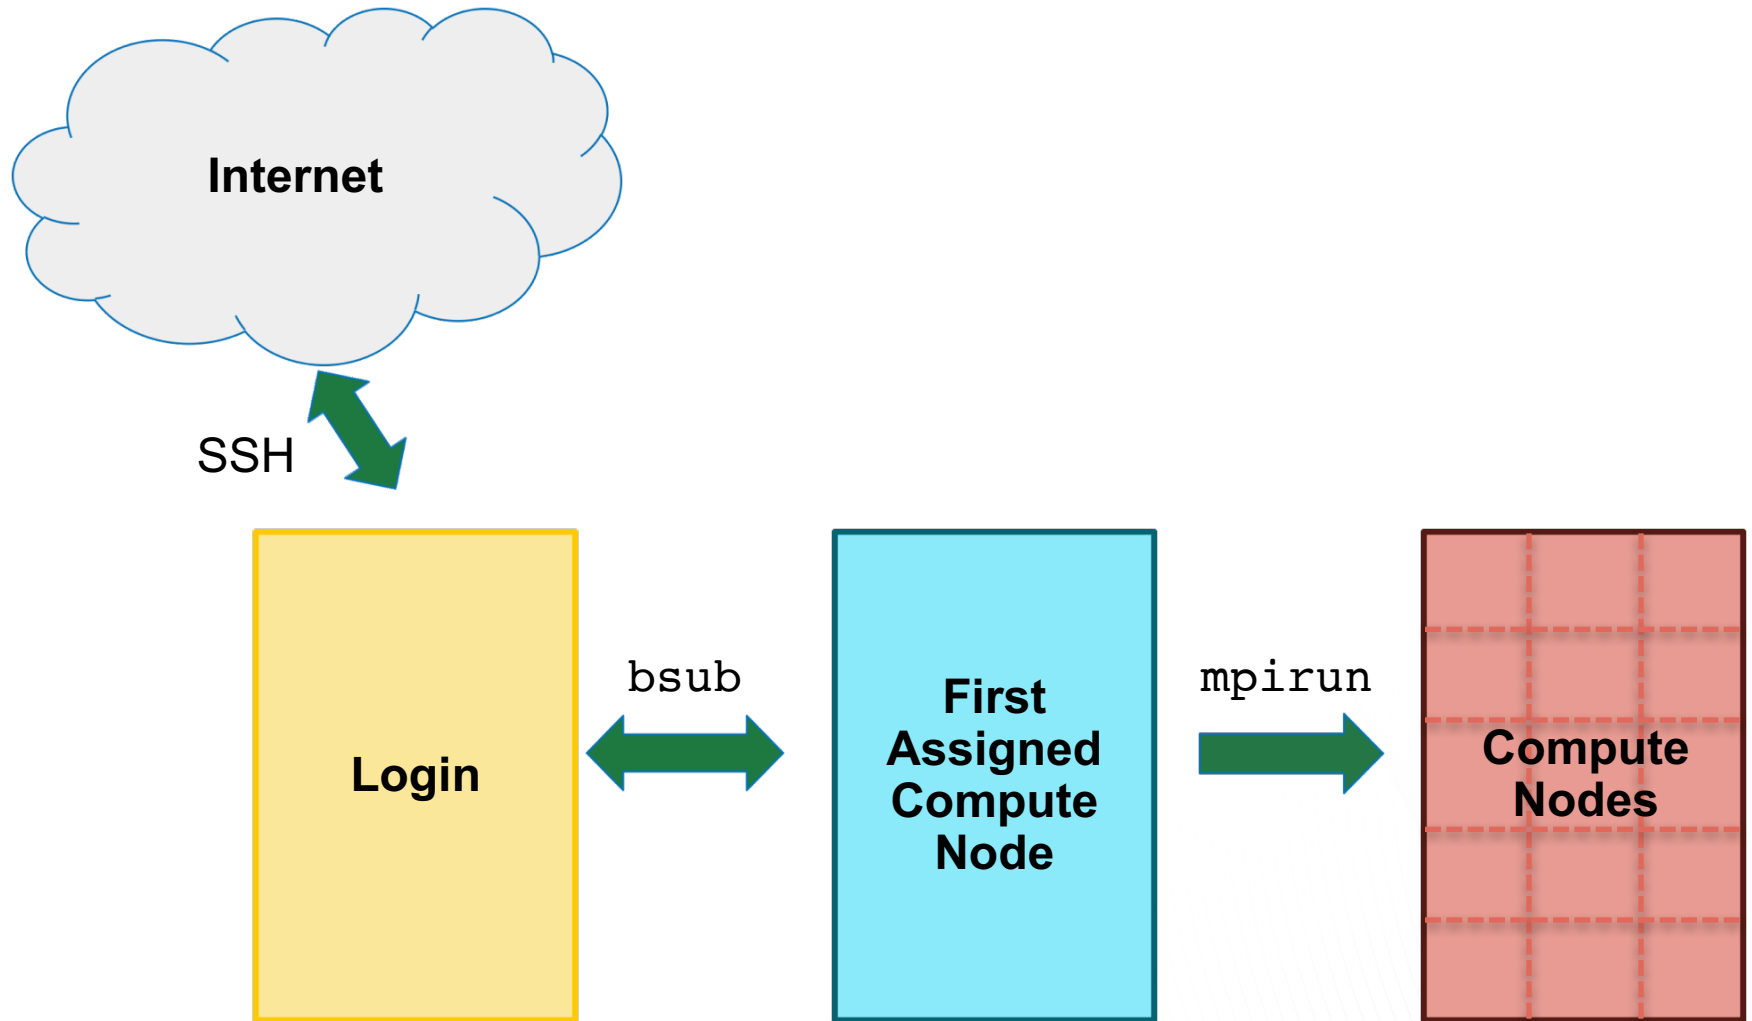 Internet
SSH
Login
bsub
First
Assigned
Compute
Node
mpirun
Compute
Nodes